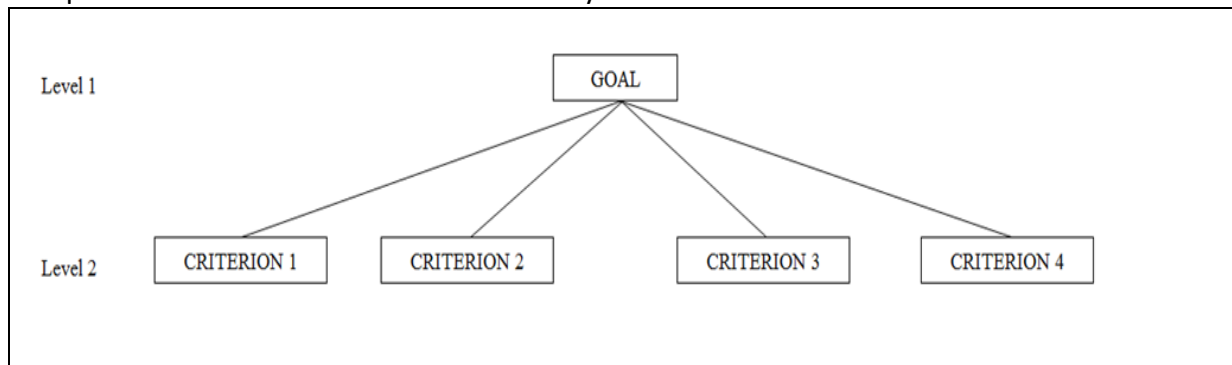 Level 1
GOAL
Level 2
CRITERION 1
CRITERION 2
CRITERION 3
CRITERION 4